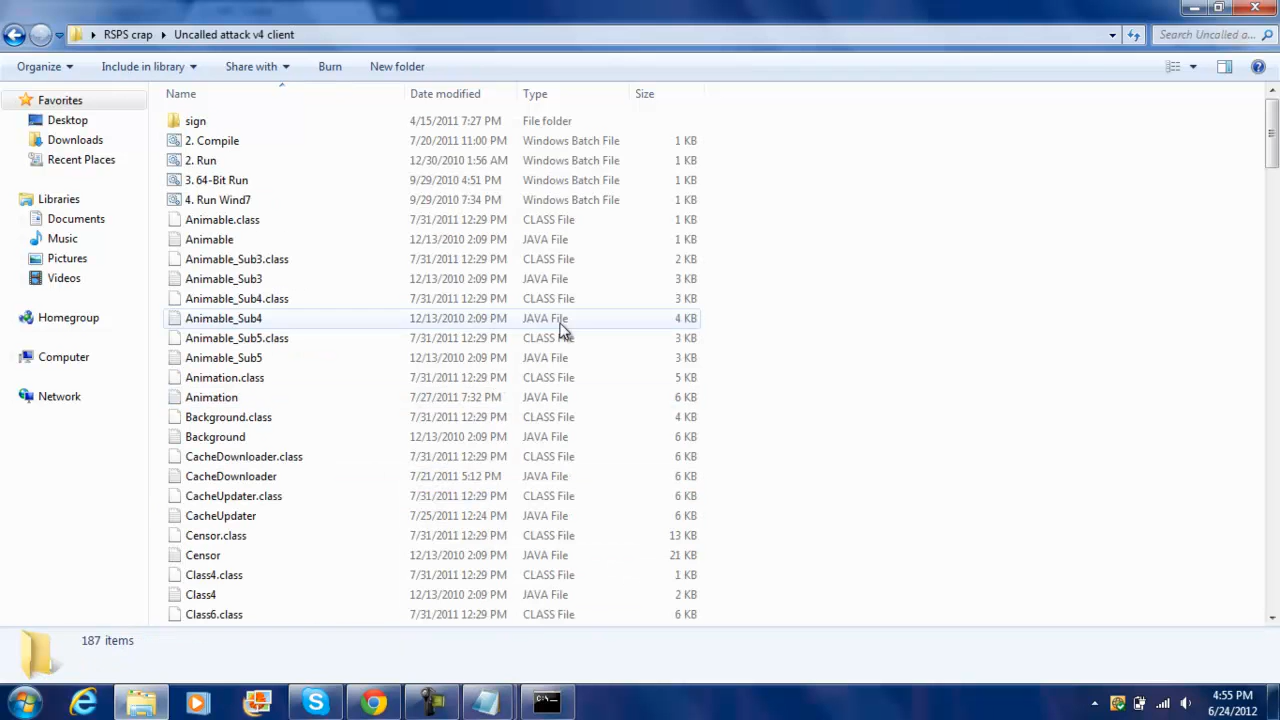 RSPS crap Uncalled attack v4 client Search Uncalled a...
Organize Include in library Share with Burn New folder
Favorites
Desktop
Downloads
Recent Places
Libraries
Documents
Music
Pictures
Videos
Homegroup
Computer
Network
Name Date modified Type Size
sign 4/15/2011 7:27 PM File folder
2. Compile 7/20/2011 11:00 PM Windows Batch File 1 KB
2. Run 12/30/2010 1:56 AM Windows Batch File 1 KB
3. 64-Bit Run 9/29/2010 4:51 PM Windows Batch File 1 KB
4. Run Wind7 9/29/2010 7:34 PM Windows Batch File 1 KB
Animable.class 7/31/2011 12:29 PM CLASS File 1 KB
Animable 12/13/2010 2:09 PM JAVA File 1 KB
Animable_Sub3.class 7/31/2011 12:29 PM CLASS File 2 KB
Animable_Sub3 12/13/2010 2:09 PM JAVA File 3 KB
Animable_Sub4.class 7/31/2011 12:29 PM CLASS File 3 KB
Animable_Sub4 12/13/2010 2:09 PM JAVA File 4 KB
Animable_Sub5.class 7/31/2011 12:29 PM CLASS File 3 KB
Animable_Sub5 12/13/2010 2:09 PM JAVA File 3 KB
Animation.class 7/31/2011 12:29 PM CLASS File 5 KB
Animation 7/27/2011 7:32 PM JAVA File 6 KB
Background.class 7/31/2011 12:29 PM CLASS File 4 KB
Background 12/13/2010 2:09 PM JAVA File 6 KB
CacheDownloader.class 7/31/2011 12:29 PM CLASS File 6 KB
CacheDownloader 7/21/2011 5:12 PM JAVA File 6 KB
CacheUpdater.class 7/31/2011 12:29 PM CLASS File 6 KB
CacheUpdater 7/25/2011 12:24 PM JAVA File 6 KB
Censor.class 7/31/2011 12:29 PM CLASS File 13 KB
Censor 12/13/2010 2:09 PM JAVA File 21 KB
Class4.class 7/31/2011 12:29 PM CLASS File 1 KB
Class4 12/13/2010 2:09 PM JAVA File 2 KB
Class6.class 7/31/2011 12:29 PM CLASS File 6 KB
187 items
4:55 PM
6/24/2012